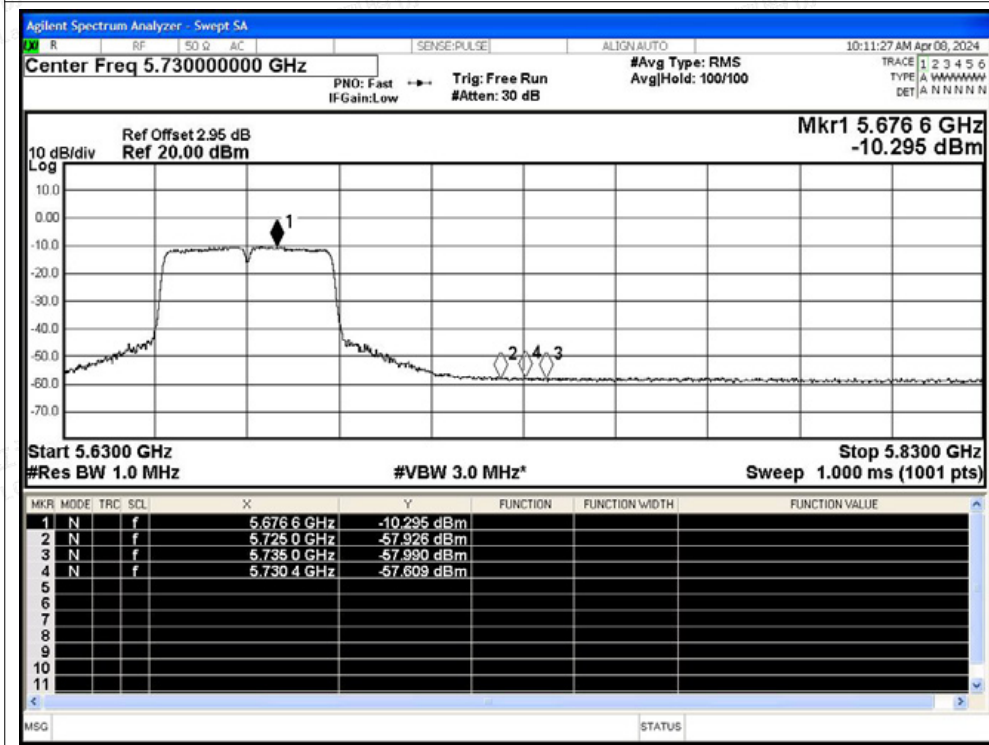 Agilent Spectrum Analyzer - Swept SA
LXI R RF 50 Ω AC SENSE:PULSE ALIGN AUTO 10:11:27 AM Apr 08, 2024
Center Freq 5.730000000 GHz #Avg Type: RMS TRACE 1 2 3 4 5 6
PNO: Fast Trig: Free Run Avg|Hold: 100/100 TYPE A WWWWW
IFGain:Low #Atten: 30 dB DET A N N N N N
Mkr1 5.676 6 GHz
-10.295 dBm
Ref Offset 2.95 dB
10 dB/div Ref 20.00 dBm
Log
10.0
0.00
1
-10.0
-20.0
-30.0
-40.0
-50.0
2 4 3
-60.0
-70.0
Start 5.6300 GHz Stop 5.8300 GHz
#Res BW 1.0 MHz #VBW 3.0 MHz* Sweep 1.000 ms (1001 pts)
MKR MODE TRC SCL X Y FUNCTION FUNCTION WIDTH FUNCTION VALUE
1 N f 5.676 6 GHz -10.295 dBm
2 N f 5.725 0 GHz -57.926 dBm
3 N f 5.735 0 GHz -57.990 dBm
4 N f 5.730 4 GHz -57.609 dBm
5
6
7
8
9
10
11
MSG STATUS